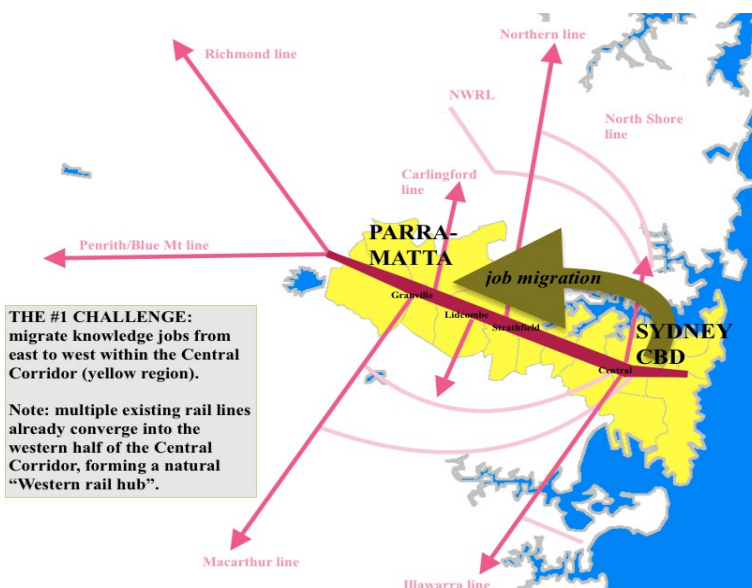 Northern line
Richmond line
NWRL
North Shore
line
Carlingford
line
PARRA-
MATTA
Penrith/Blue Mt line
job migration
Granville
Lidcombe
Strathfield
SYDNEY
CBD
Central
THE #1 CHALLENGE:
migrate knowledge jobs from
east to west within the Central
Corridor (yellow region).
Note: multiple existing rail lines
already converge into the
western half of the Central
Corridor, forming a natural
“Western rail hub”.
Macarthur line
Illawarra line